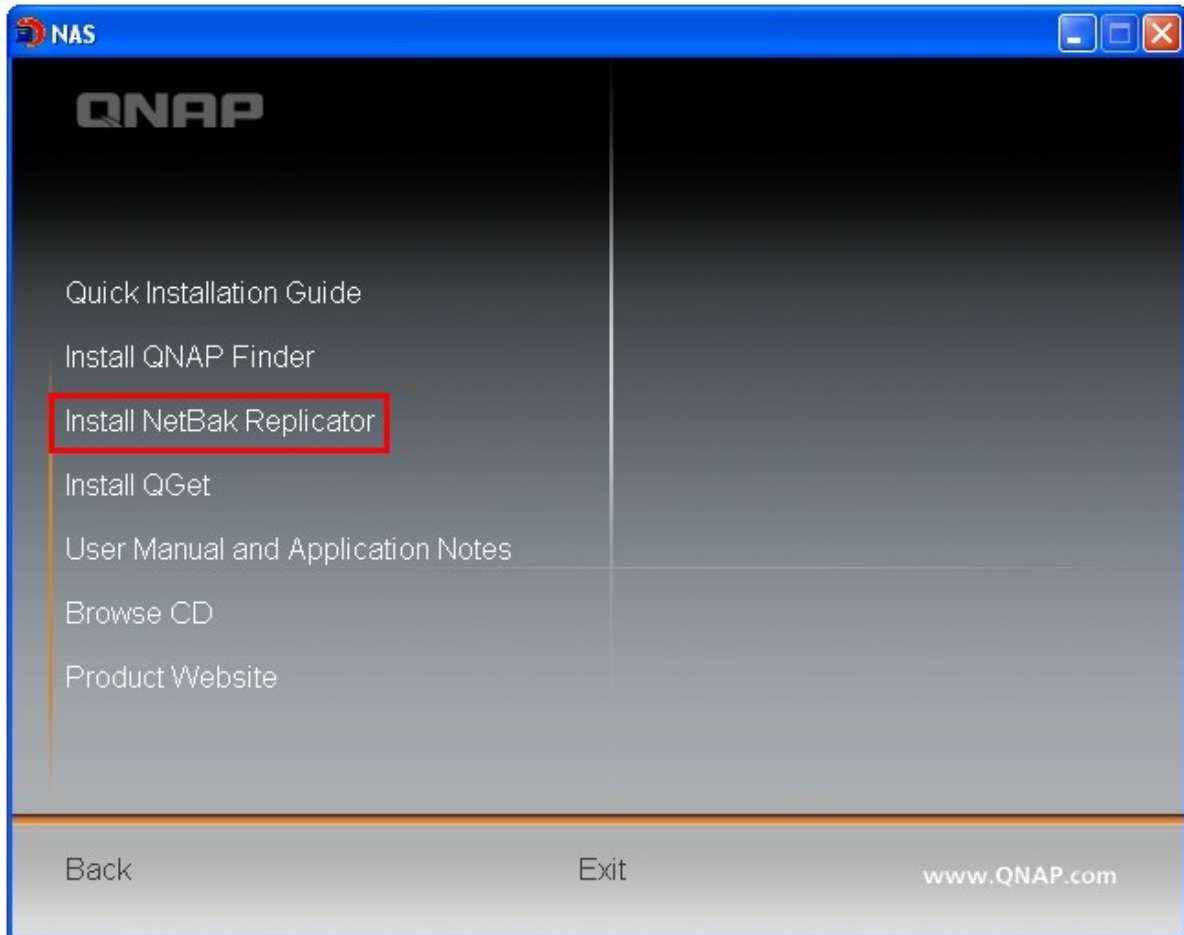 NAS
QNAP
Quick Installation Guide
Install QNAP Finder
Install NetBak Replicator
Install QGet
User Manual and Application Notes
Browse CD
Product Website
Back
Exit
www.QNAP.com